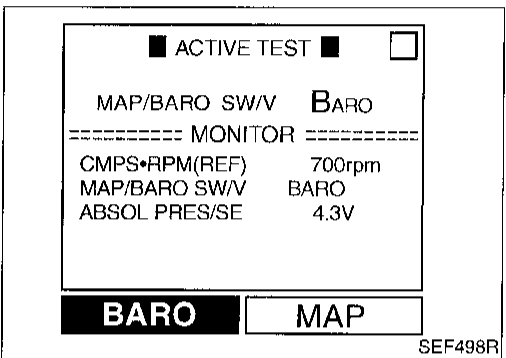 ■ ACTIVE TEST ■
MAP/BARO SW/V BARO
========= MONITOR =========
CMPS•RPM(REF) 700rpm
MAP/BARO SW/V BARO
ABSOL PRES/SE 4.3V
BARO MAP
SEF498R